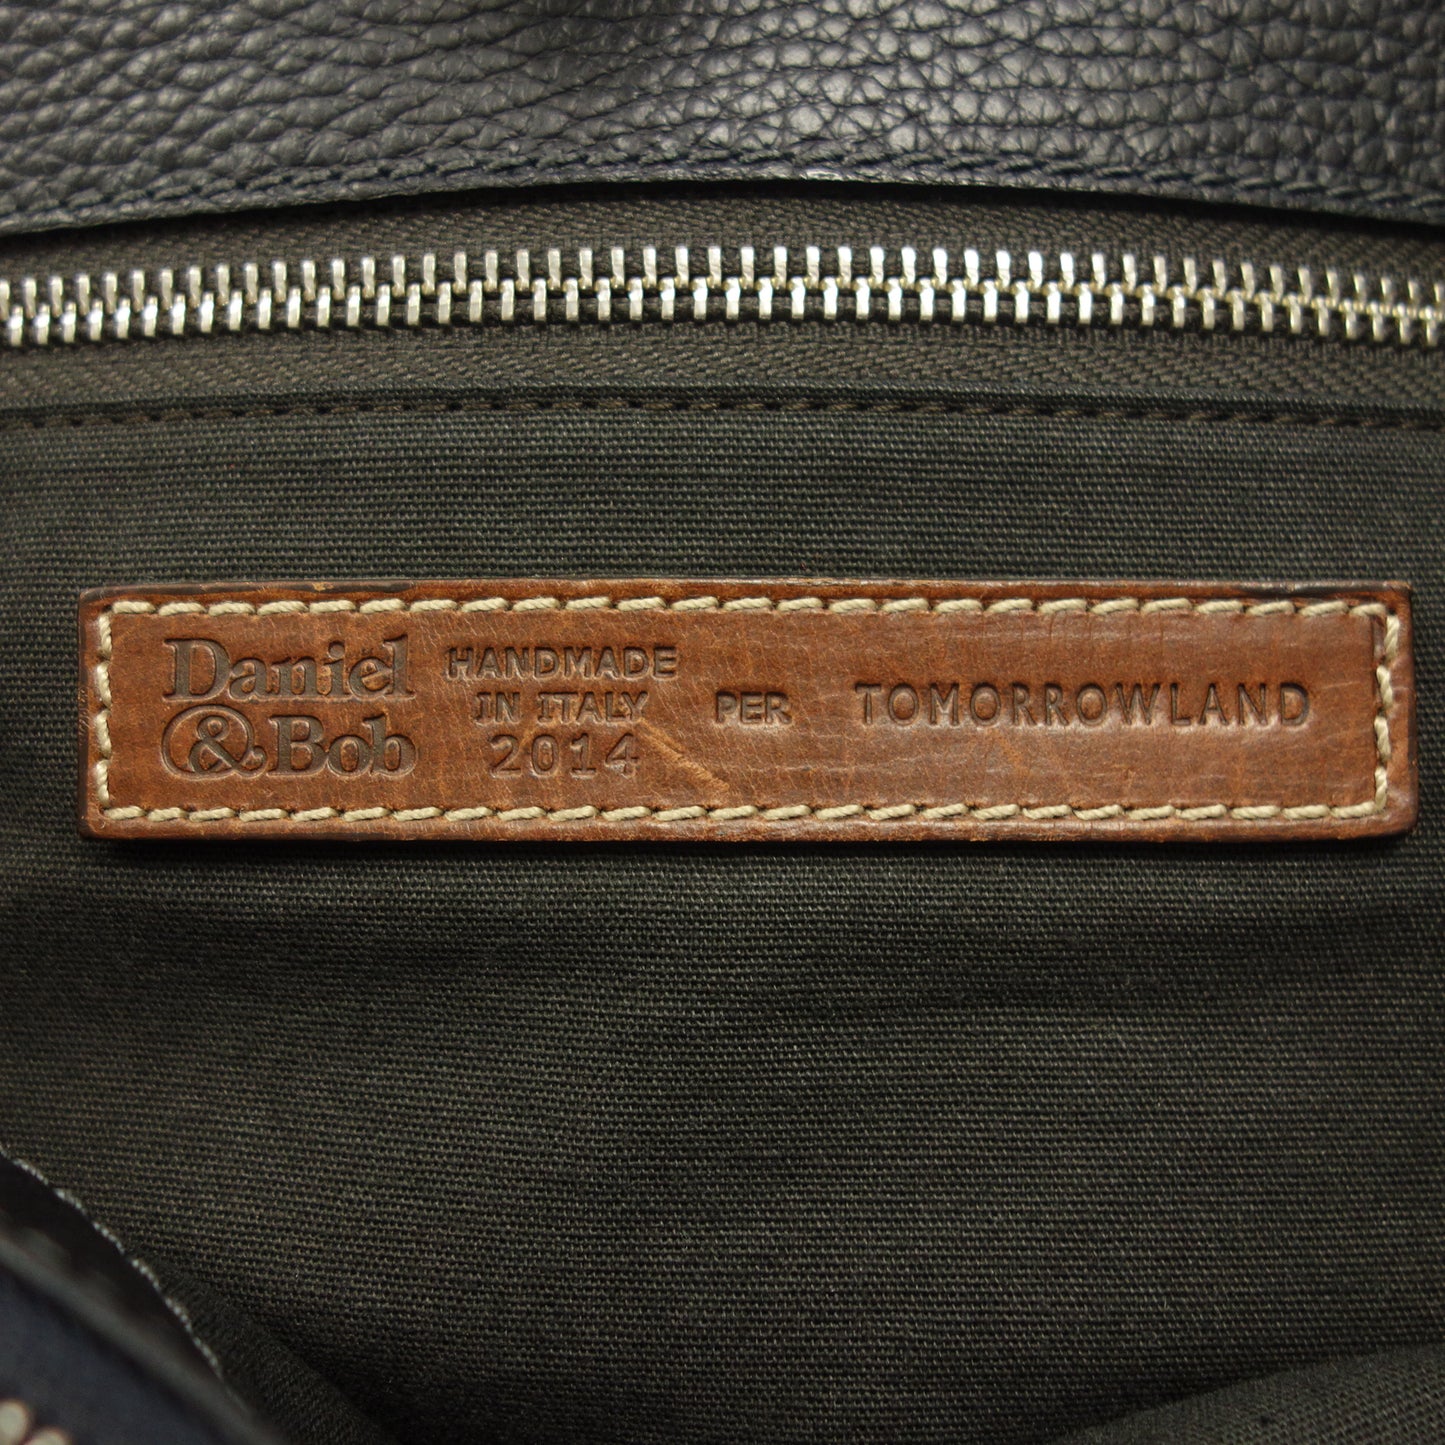 Daniel
& Bob
HANDMADE
IN ITALY
2014
PER
TOMORROWLAND